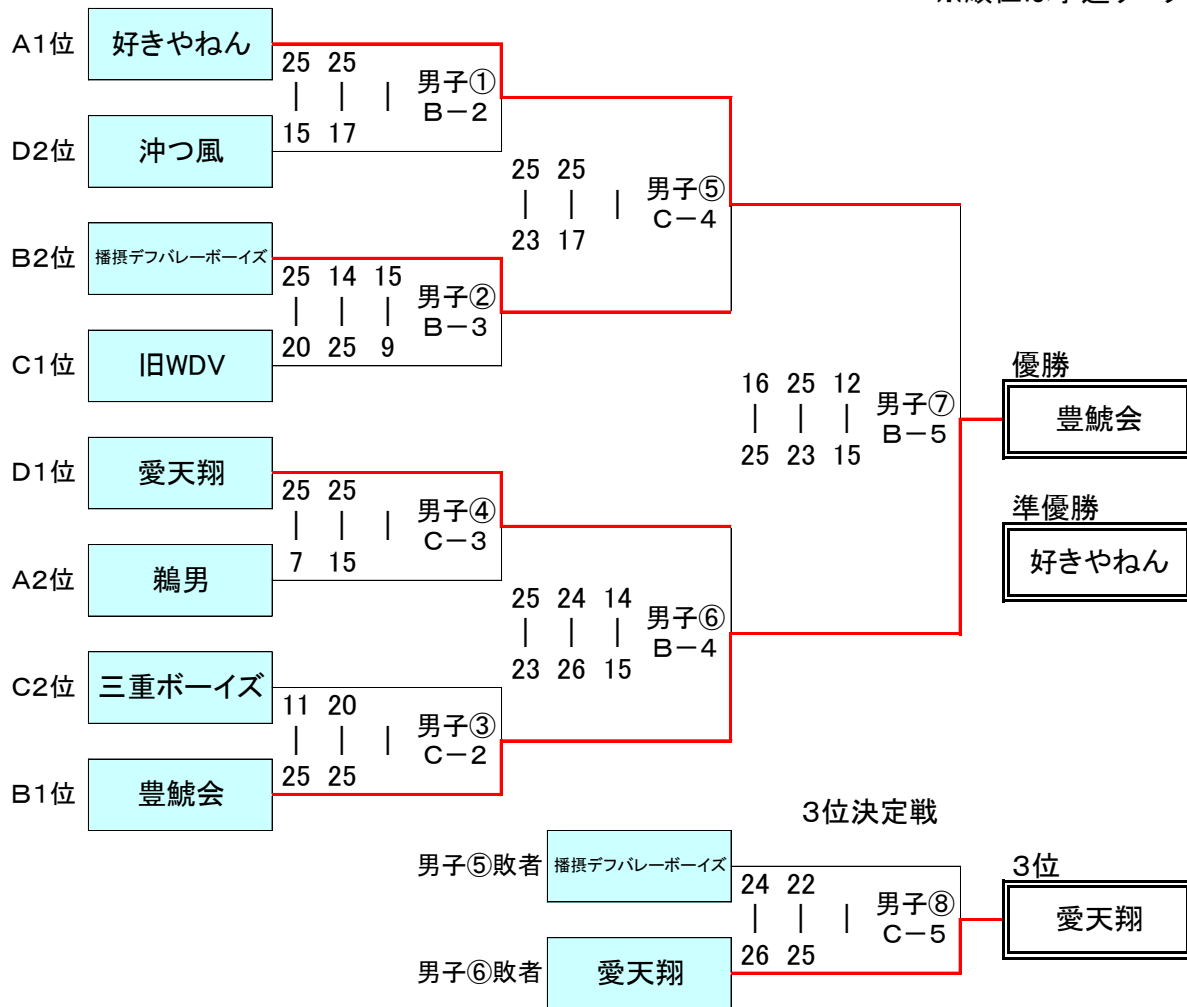 A1位 好きやねん
25 25
| | |
15 17
男子①
B－2
D2位 沖つ風
B2位 播摂デフバレーボーイズ
25 14 15
| | |
20 25 9
男子②
B－3
C1位 旧WDV
25 25
| | |
23 17
男子⑤
C－4
D1位 愛天翔
25 25
| | |
7 15
男子④
C－3
A2位 鵜男
C2位 三重ボーイズ
11 20
| | |
25 25
男子③
C－2
B1位 豊鯱会
25 24 14
| | |
23 26 15
男子⑥
B－4
16 25 12
| | |
25 23 15
男子⑦
B－5
優勝
豊鯱会
準優勝
好きやねん
3位決定戦
男子⑤敗者 播摂デフバレーボーイズ
24 22
| | |
26 25
男子⑧
C－5
男子⑥敗者 愛天翔
3位
愛天翔